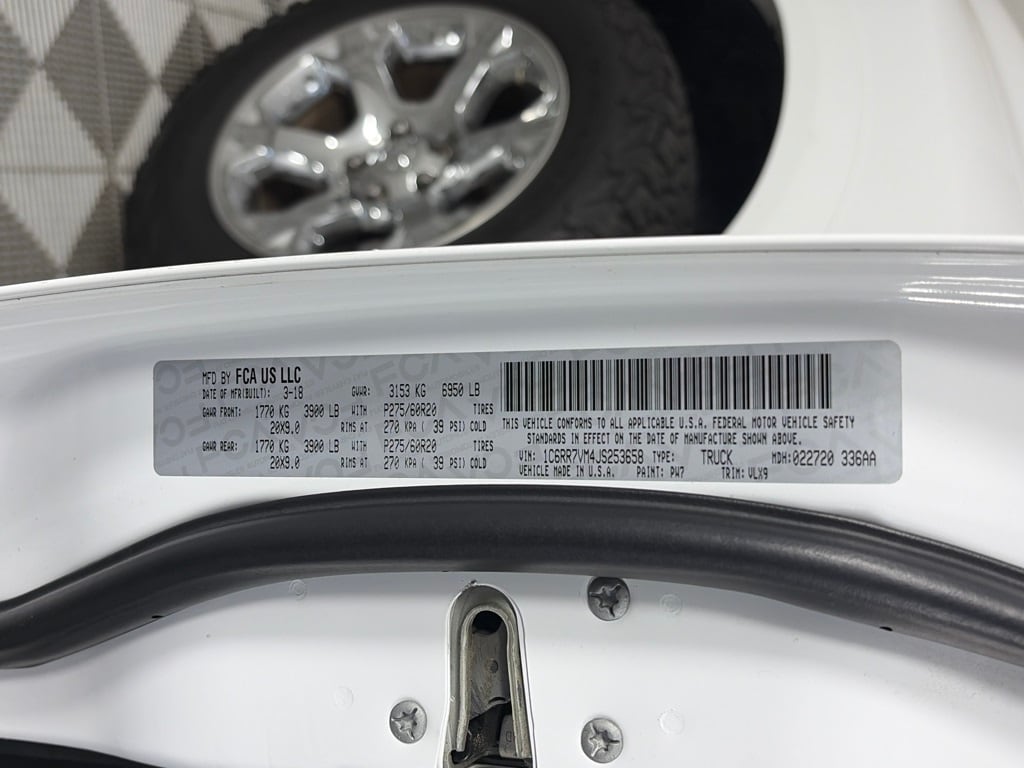 MFD BY FCA US LLC
DATE OF MFR(BUILT): 3-18 GVWR: 3153 KG 6950 LB
GAWR FRONT: 1770 KG 3900 LB WITH P275/60R20 TIRES
20X9.0 RIMS AT 270 KPA ( 39 PSI) COLD
GAWR REAR: 1770 KG 3900 LB WITH P275/60R20 TIRES
20X9.0 RIMS AT 270 KPA ( 39 PSI) COLD
THIS VEHICLE CONFORMS TO ALL APPLICABLE U.S.A. FEDERAL MOTOR VEHICLE SAFETY
STANDARDS IN EFFECT ON THE DATE OF MANUFACTURE SHOWN ABOVE.
VIN: 1C6RR7VM4JS253658 TYPE: TRUCK MDH:022720 336AA
VEHICLE MADE IN U.S.A. PAINT: PW7 TRIM: VLX9